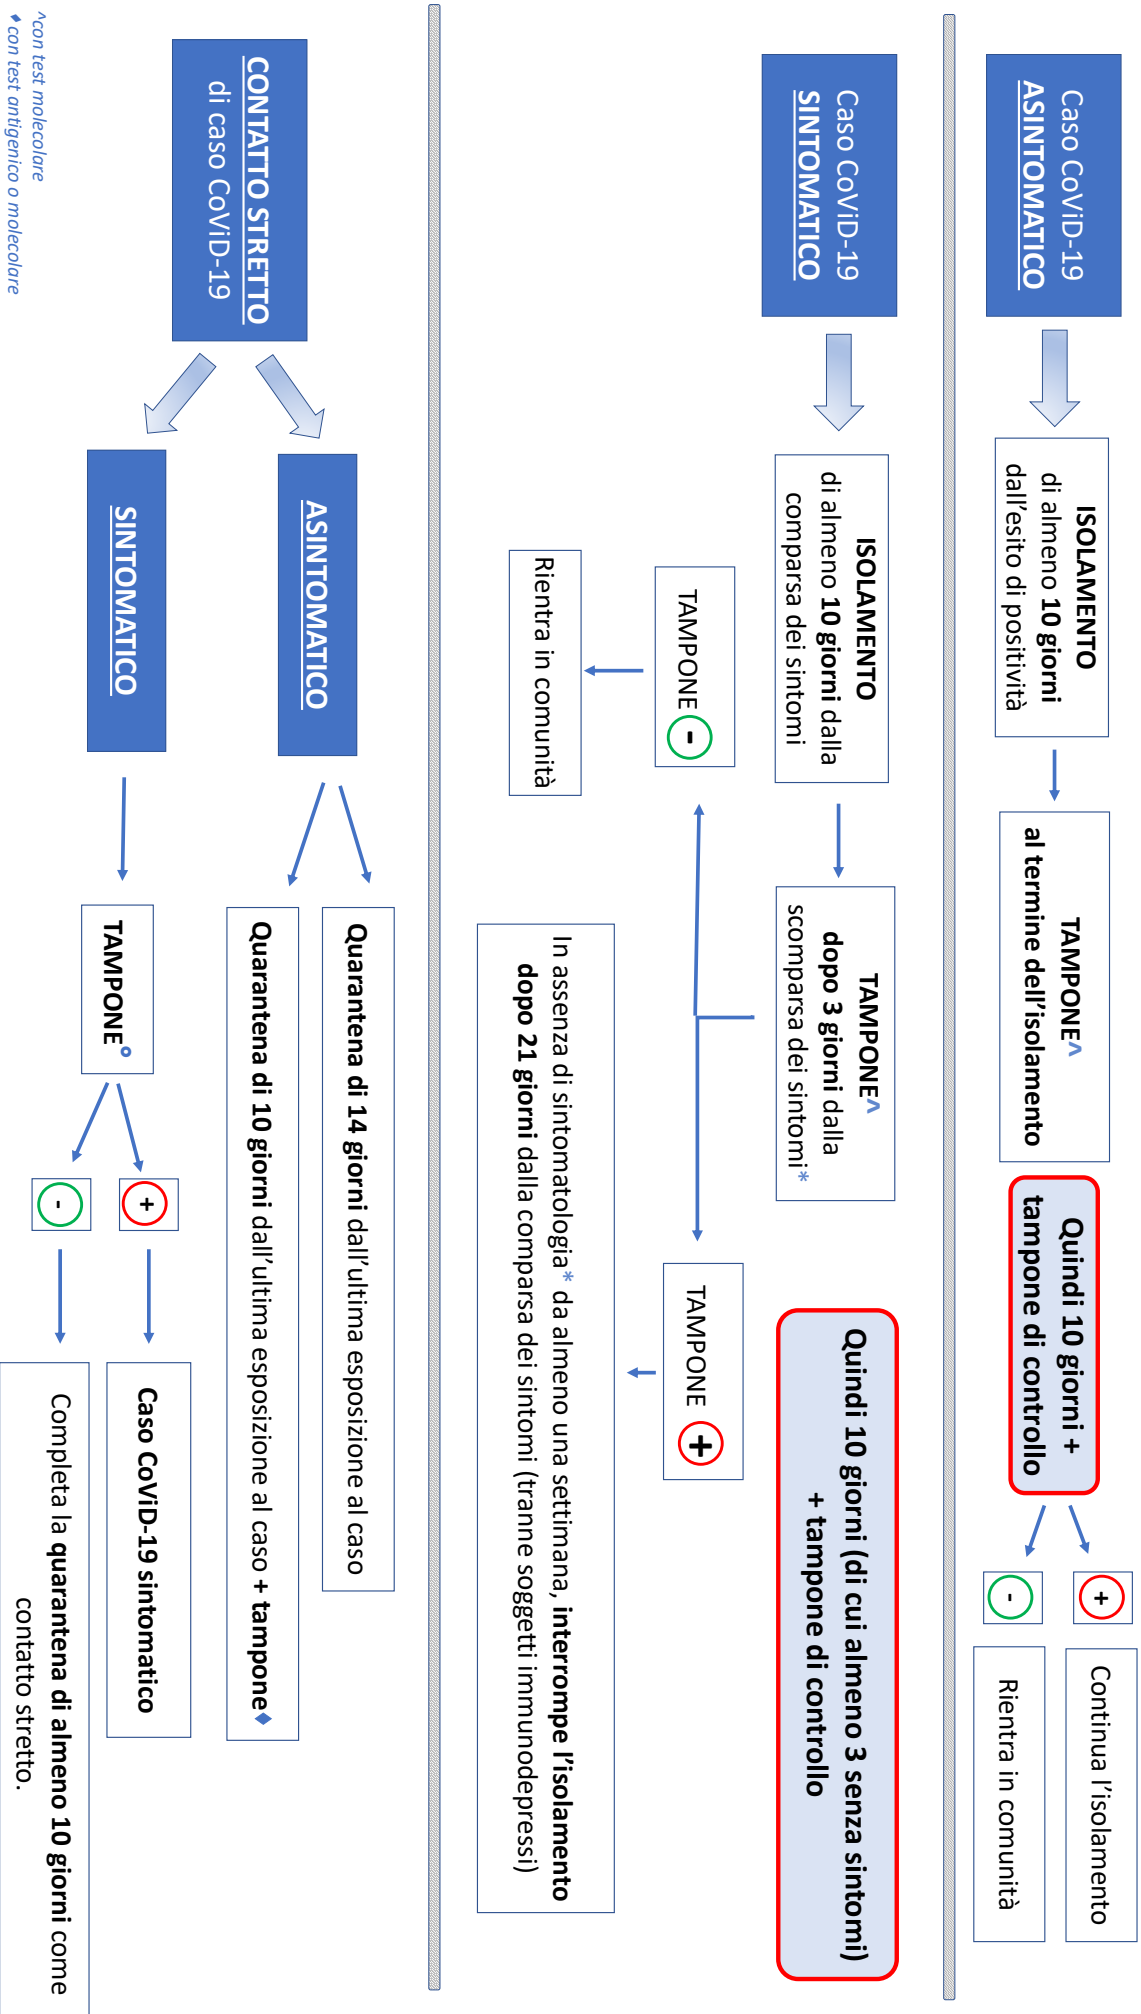 Caso CoViD-19
ASINTOMATICO
ISOLAMENTO
di almeno 10 giorni
dall'esito di positività
TAMPONE^
al termine dell'isolamento
Quindi 10 giorni +
tampone di controllo
+
Continua l'isolamento
-
Rientra in comunità
Caso CoViD-19
SINTOMATICO
ISOLAMENTO
di almeno 10 giorni dalla
comparsa dei sintomi
TAMPONE^
dopo 3 giorni dalla
scomparsa dei sintomi*
Quindi 10 giorni (di cui almeno 3 senza sintomi)
+ tampone di controllo
TAMPONE -
Rientra in comunità
TAMPONE +
In assenza di sintomatologia* da almeno una settimana, interrompe l'isolamento
dopo 21 giorni dalla comparsa dei sintomi (tranne soggetti immunodepressi)
CONTATTO STRETTO
di caso CoViD-19
ASINTOMATICO
Quarantena di 14 giorni dall'ultima esposizione al caso
Quarantena di 10 giorni dall'ultima esposizione al caso + tampone♦
SINTOMATICO
TAMPONE°
+
Caso CoViD-19 sintomatico
-
Completa la quarantena di almeno 10 giorni come
contatto stretto.
^con test molecolare
♦ con test antigenico o molecolare